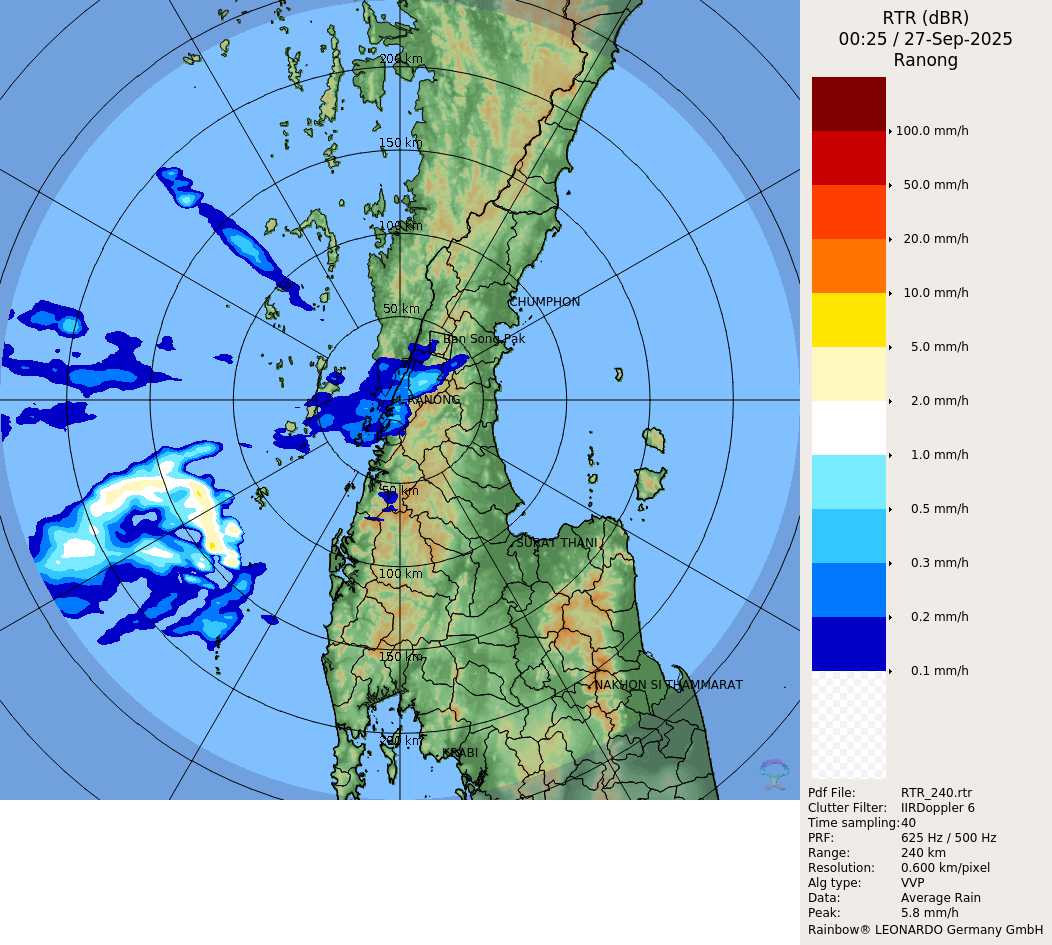 RTR (dBR)
00:25 / 27-Sep-2025
Ranong
100.0 mm/h
50.0 mm/h
20.0 mm/h
10.0 mm/h
5.0 mm/h
2.0 mm/h
1.0 mm/h
0.5 mm/h
0.3 mm/h
0.2 mm/h
0.1 mm/h
Pdf File: RTR_240.rtr
Clutter Filter: IIRDoppler 6
Time sampling: 40
PRF: 625 Hz / 500 Hz
Range: 240 km
Resolution: 0.600 km/pixel
Alg type: VVP
Data: Average Rain
Peak: 5.8 mm/h
Rainbow® LEONARDO Germany GmbH
200 km
150 km
100 km
50 km
CHUMPHON
Ban Song Pak
RANONG
50 km
SURAT THANI
100 km
150 km
NAKHON SI THAMMARAT
200 km
KRABI